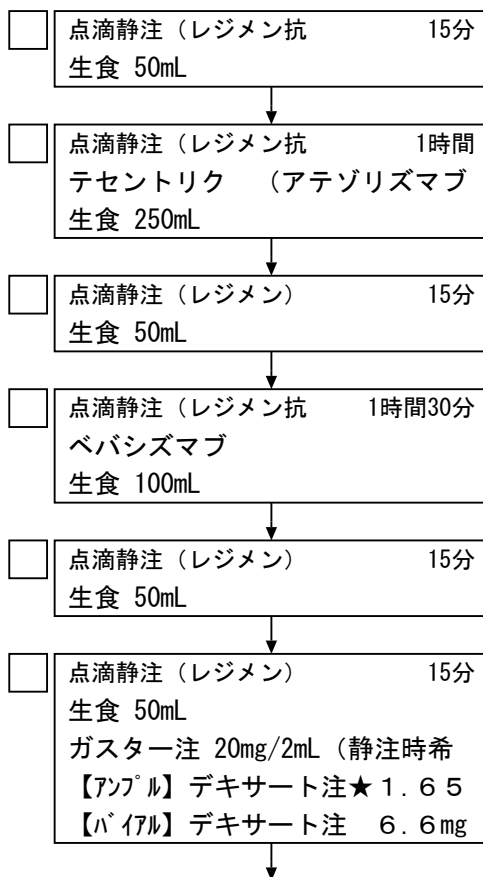 点滴静注（レジメン抗 15分
生食 50mL
点滴静注（レジメン抗 1時間
テセントリク （アテゾリズマブ
生食 250mL
点滴静注（レジメン） 15分
生食 50mL
点滴静注（レジメン抗 1時間30分
ベバシズマブ
生食 100mL
点滴静注（レジメン） 15分
生食 50mL
点滴静注（レジメン） 15分
生食 50mL
ガスター注 20mg/2mL（静注時希
【ｱﾝﾌﾟﾙ】デキサート注★１．６５
【ﾊﾞｲｱﾙ】デキサート注 ６．６mg